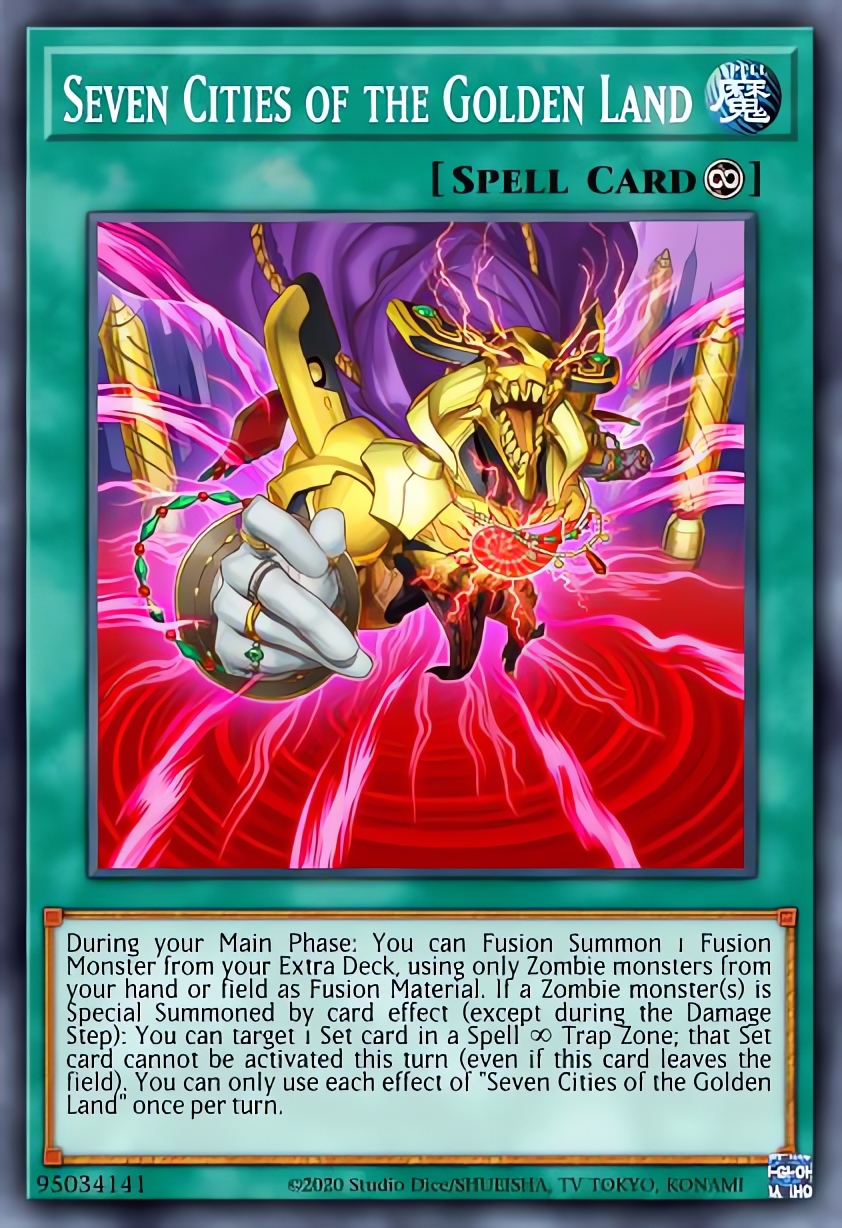 SEVEN CITIES OF THE GOLDEN LAND
魔
[SPELL CARD]
During your Main Phase: You can Fusion Summon 1 Fusion
Monster from your Extra Deck, using only Zombie monsters from
your hand or field as Fusion Material. If a Zombie monster(s) is
Special Summoned by card effect (except during the Damage
Step): You can target 1 Set card in a Spell ∞ Trap Zone; that Set
card cannot be activated this turn (even if this card leaves the
field). You can only use each effect of "Seven Cities of the Golden
Land" once per turn.
95034141
©2020 Studio Dice/SHUEISHA, TV TOKYO, KONAMI